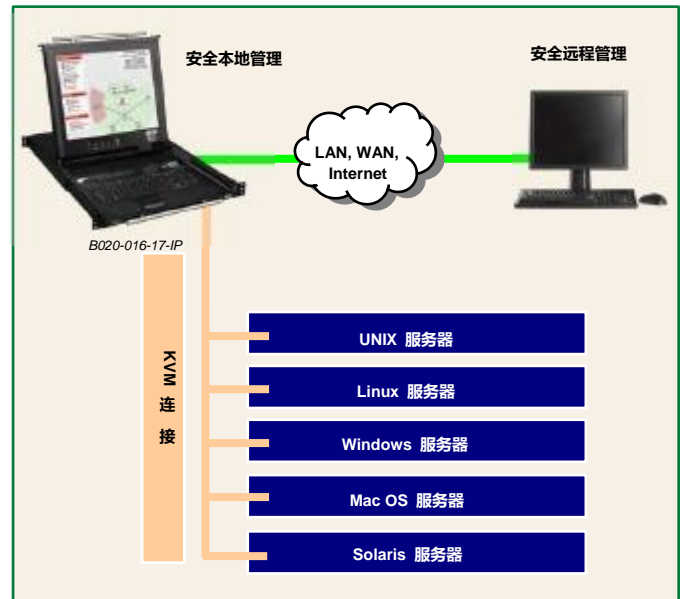 安全本地管理
安全远程管理
LAN, WAN,
Internet
B020-016-17-IP
KVM 连接
UNIX 服务器
Linux 服务器
Windows 服务器
Mac OS 服务器
Solaris 服务器